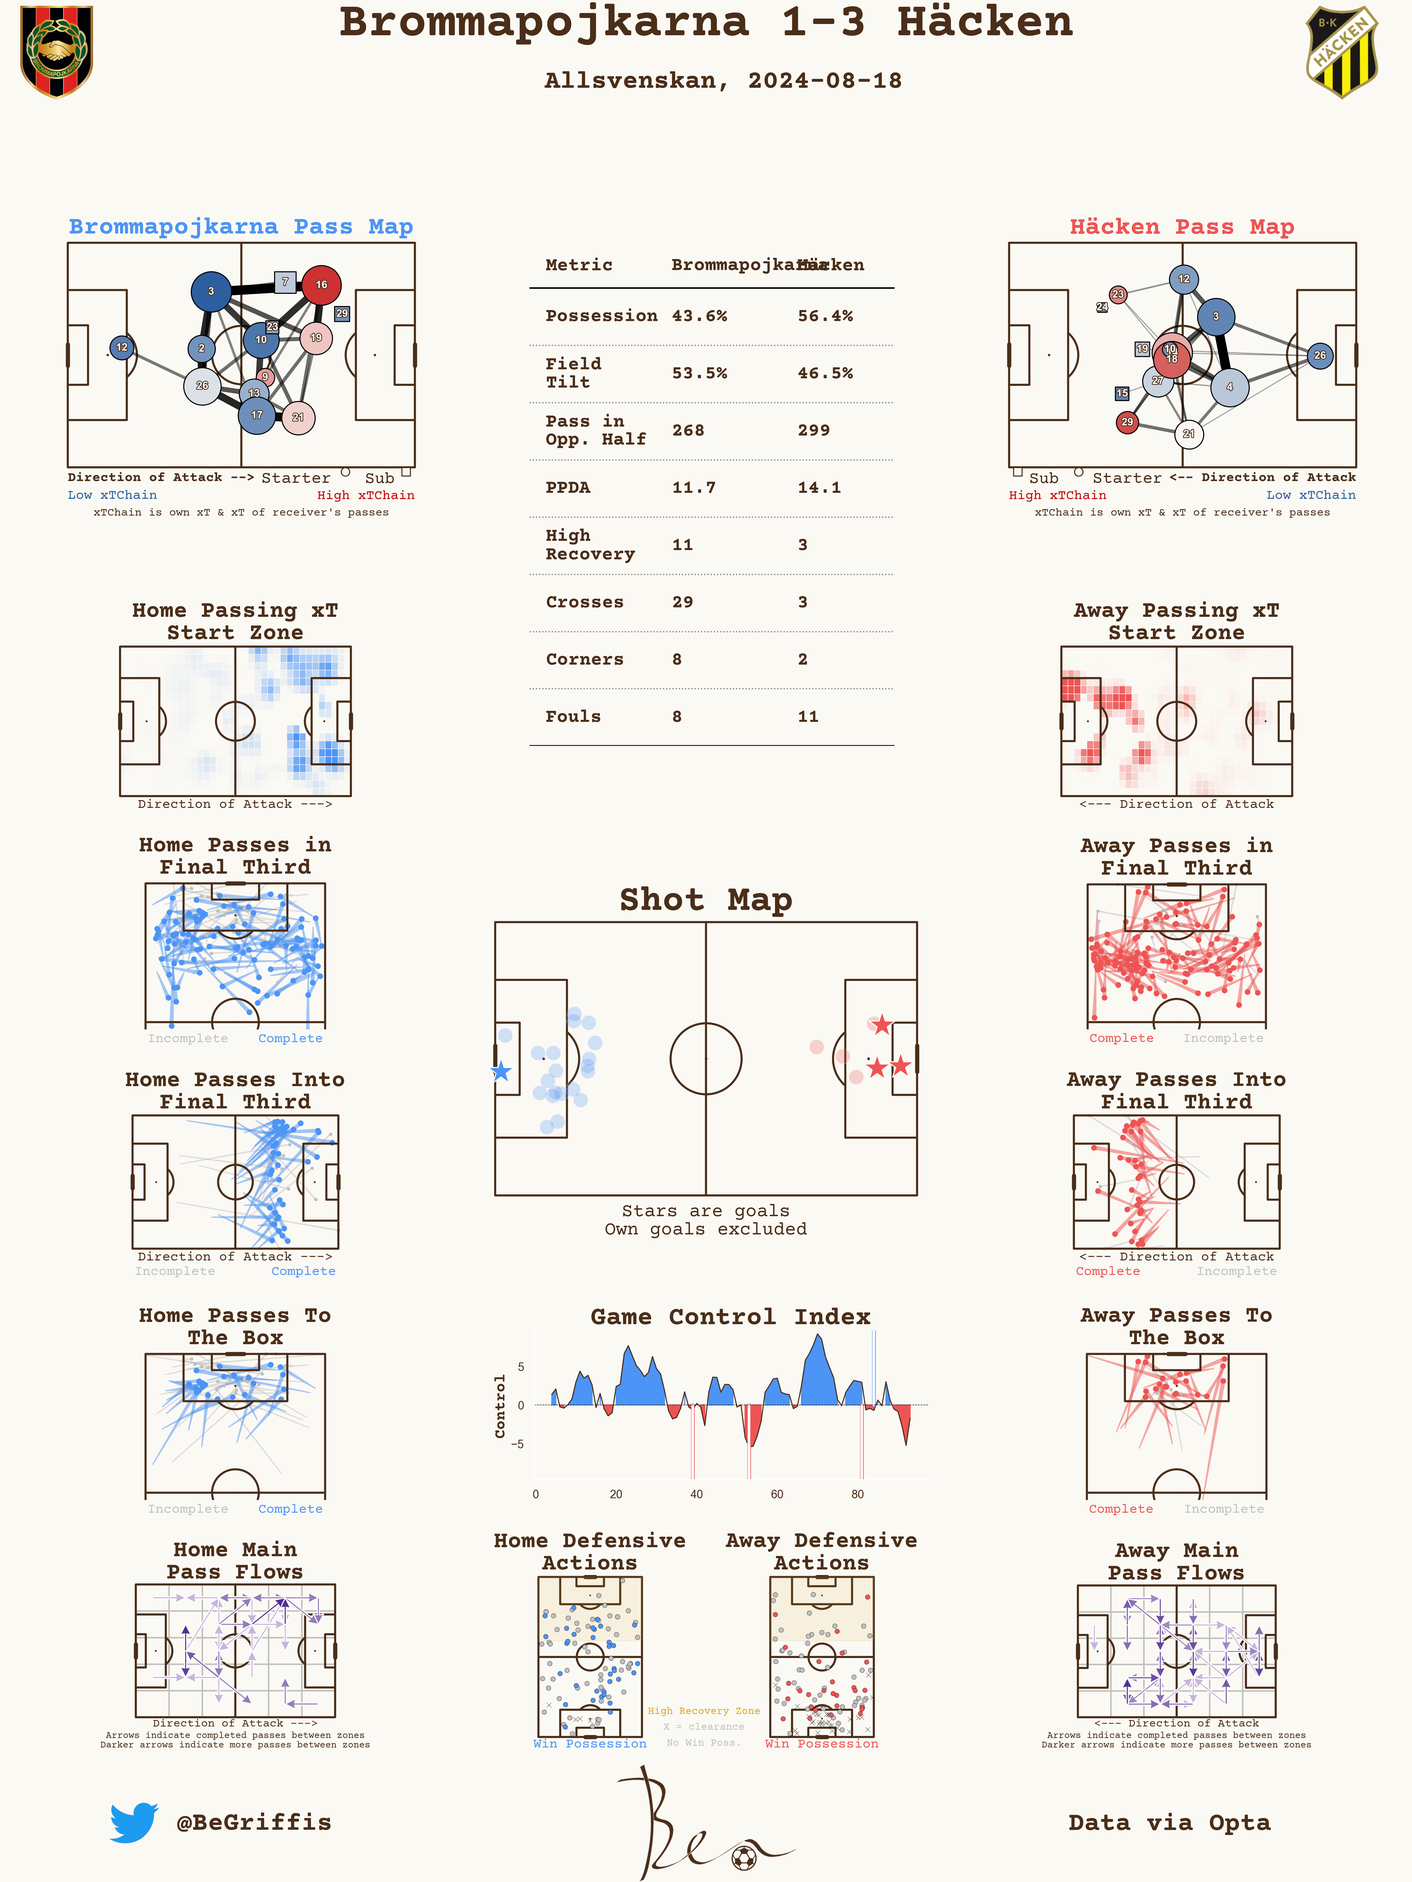 Brommapojkarna 1-3 Häcken
Allsvenskan, 2024-08-18
BROMMAPOJKARNA
B·K
HÄCKEN
Brommapojkarna Pass Map
3
7
16
29
23
10
19
12
2
9
26
13
17
21
Direction of Attack --> Starter Sub
Low xTChain High xTChain
xTChain is own xT & xT of receiver's passes
Metric Brommapojkarna Häcken
Possession 43.6% 56.4%
Field
Tilt 53.5% 46.5%
Pass in
Opp. Half 268 299
PPDA 11.7 14.1
High
Recovery 11 3
Crosses 29 3
Corners 8 2
Fouls 8 11
Häcken Pass Map
12
23
24
3
19
10
18
26
27
4
15
29
21
Sub Starter <-- Direction of Attack
High xTChain Low xTChain
xTChain is own xT & xT of receiver's passes
Home Passing xT
Start Zone
Direction of Attack --->
Away Passing xT
Start Zone
<--- Direction of Attack
Home Passes in
Final Third
Incomplete Complete
Away Passes in
Final Third
Complete Incomplete
Shot Map
Stars are goals
Own goals excluded
Home Passes Into
Final Third
Direction of Attack --->
Incomplete Complete
Away Passes Into
Final Third
<--- Direction of Attack
Complete Incomplete
Home Passes To
The Box
Incomplete Complete
Game Control Index
Control
5
0
−5
0 20 40 60 80
Away Passes To
The Box
Complete Incomplete
Home Main
Pass Flows
Direction of Attack --->
Arrows indicate completed passes between zones
Darker arrows indicate more passes between zones
Home Defensive
Actions
Win Possession
Away Defensive
Actions
Win Possession
High Recovery Zone
X = clearance
No Win Poss.
Away Main
Pass Flows
<--- Direction of Attack
Arrows indicate completed passes between zones
Darker arrows indicate more passes between zones
@BeGriffis
Ben
Data via Opta